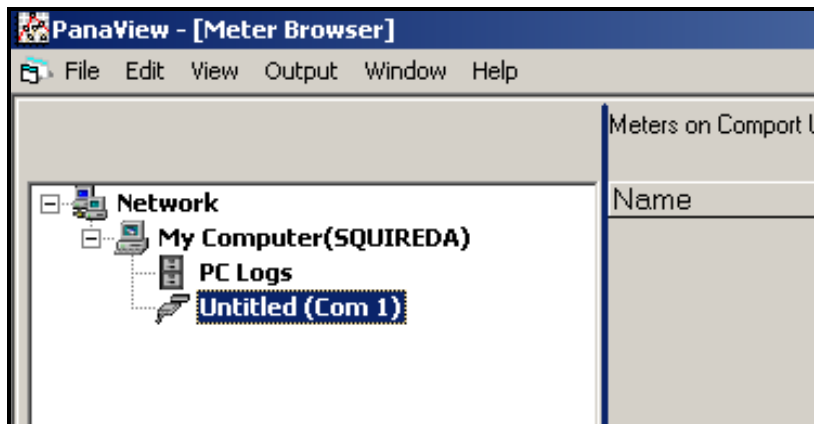 PanaView - [Meter Browser]
File Edit View Output Window Help
Meters on Comport
Name
Network
My Computer(SQUIREDA)
PC Logs
Untitled (Com 1)